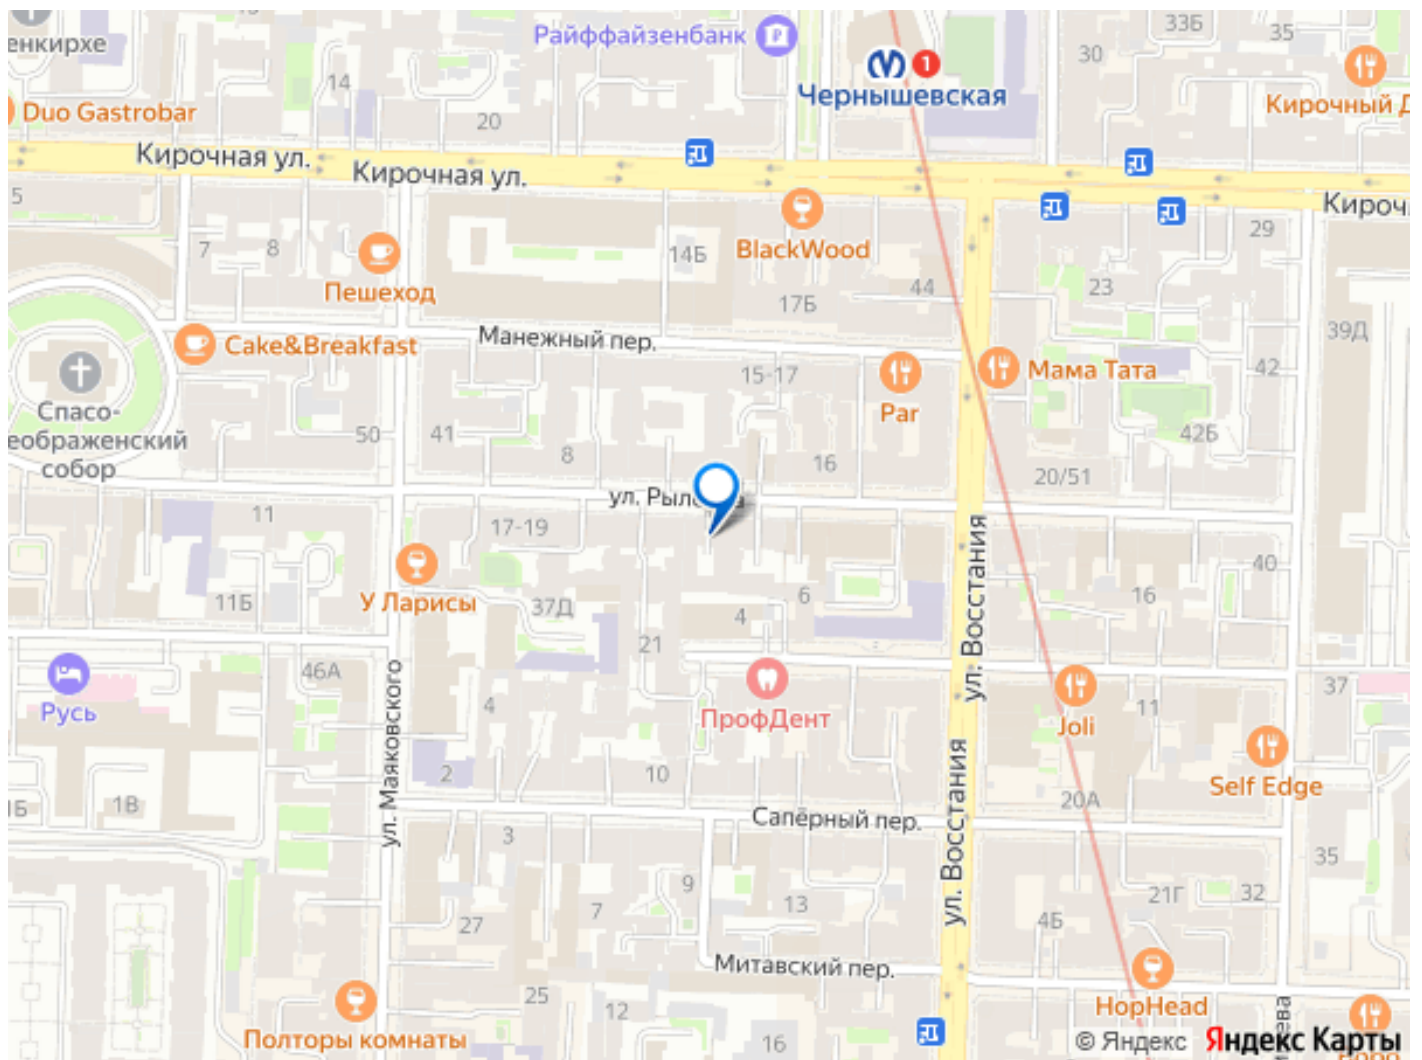 енкирхе
Райффайзенбанк
33Б
35
30
14
1
Чернышевская
Duo Gastrobar
20
Кирочный Д
Кирочная ул.
Кирочная ул.
5
7
8
Пешеход
14Б
BlackWood
17Б
44
23
29
Кироч
39Д
Cake&Breakfast
Манежный пер.
15-17
Par
Мама Тата
42
Спасо-
еображенский
собор
50
41
8
16
20/51
42Б
ул. Рыл
11
17-19
11Б
У Ларисы
37Д
21
4
6
ул. Восстания
16
40
46А
Русь
ул. Маяковского
4
ПрофДент
Joli
11
37
Self Edge
2
10
20А
1Б
1В
Сапёрный пер.
ул. Восстания
3
35
9
7
13
27
4Б
21Г
32
Митавский пер.
25
12
16
Полторы комнаты
HopHead
ева
© Яндекс Яндекс Карты